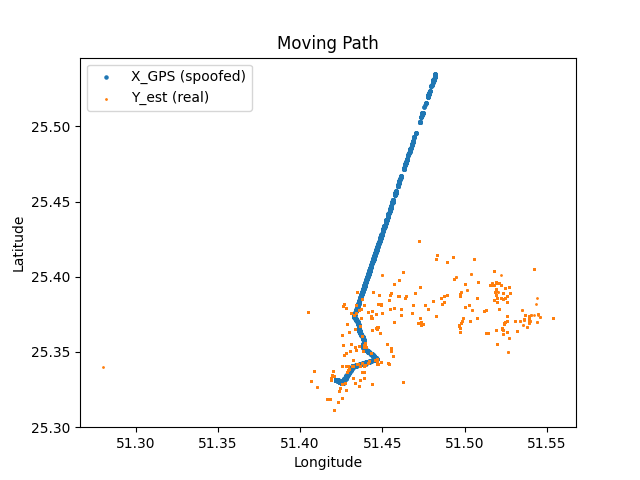 Moving Path
X_GPS (spoofed)
Y_est (real)
25.50
25.45
25.40
25.35
25.30
Latitude
51.30 51.35 51.40 51.45 51.50 51.55
Longitude